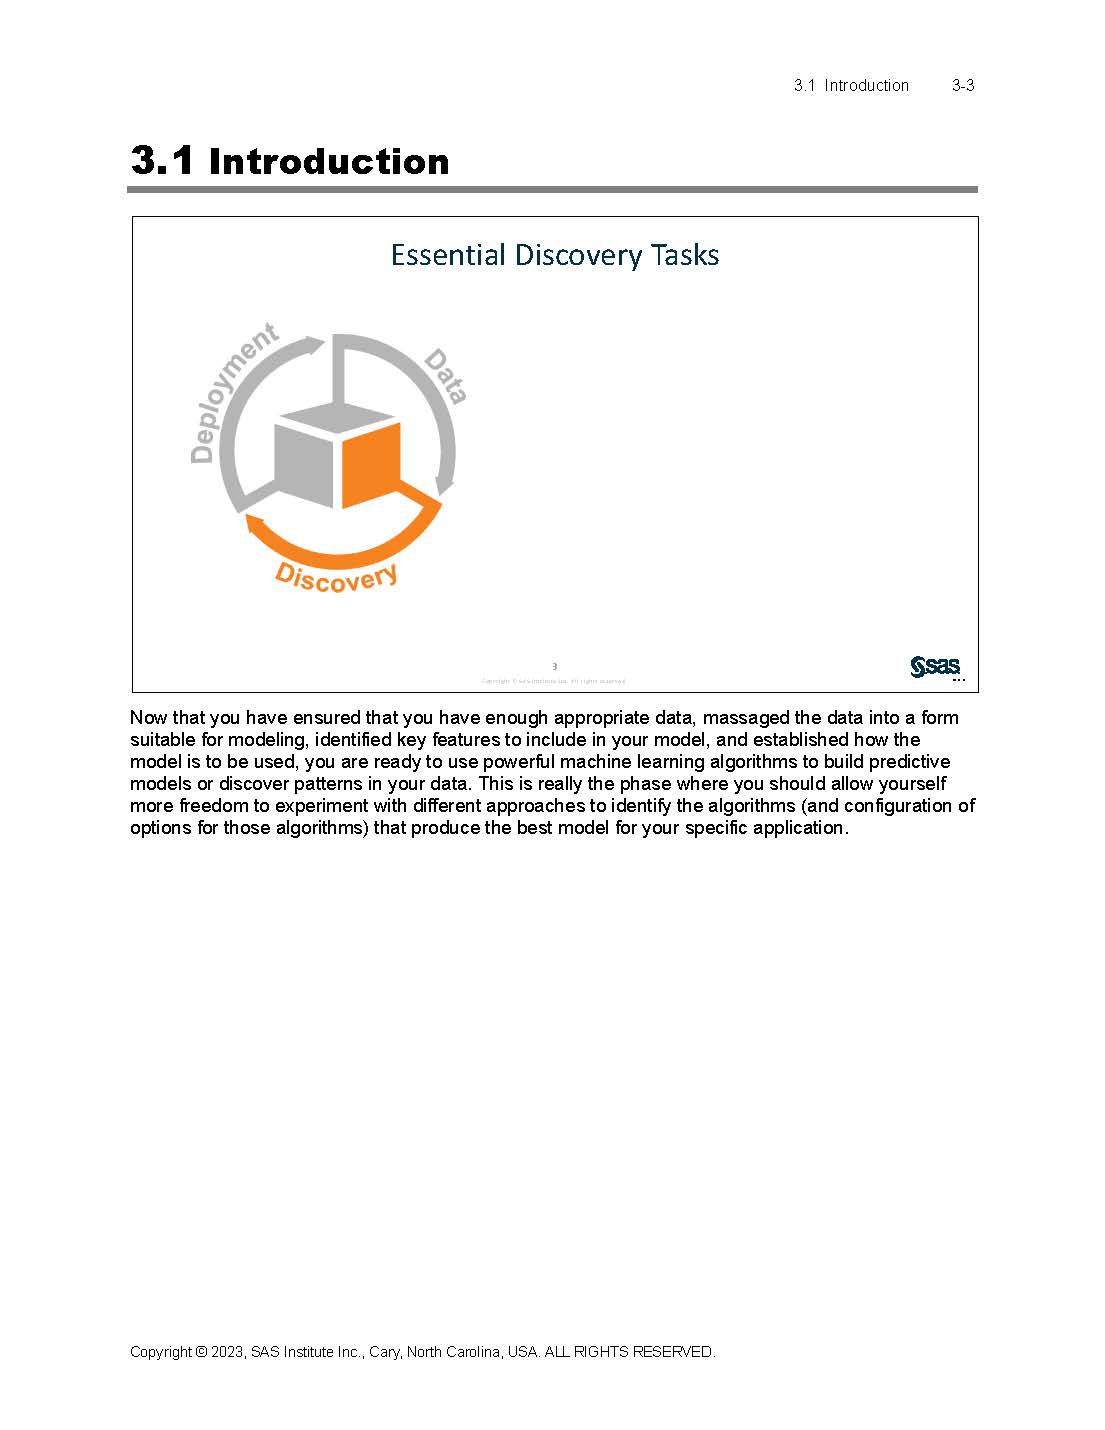 3.1 Introduction 3-3
3.1 Introduction
Essential Discovery Tasks
Deployment
Data
Discovery
3
Copyright © SAS Institute Inc. All rights reserved.
sas
Now that you have ensured that you have enough appropriate data, massaged the data into a form
suitable for modeling, identified key features to include in your model, and established how the
model is to be used, you are ready to use powerful machine learning algorithms to build predictive
models or discover patterns in your data. This is really the phase where you should allow yourself
more freedom to experiment with different approaches to identify the algorithms (and configuration of
options for those algorithms) that produce the best model for your specific application.
Copyright © 2023, SAS Institute Inc., Cary, North Carolina, USA. ALL RIGHTS RESERVED.